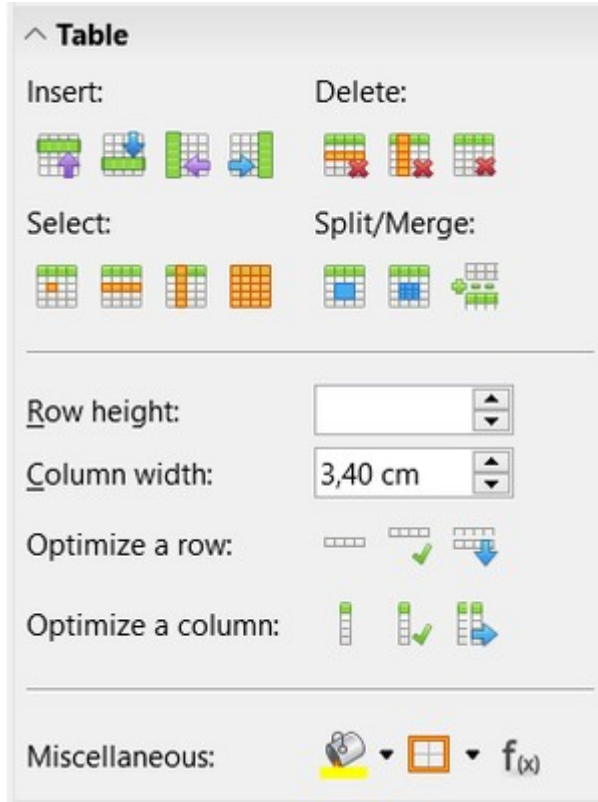 Table
Insert: Delete:
Select: Split/Merge:
Row height:
Column width: 3,40 cm
Optimize a row:
Optimize a column:
Miscellaneous: f(x)